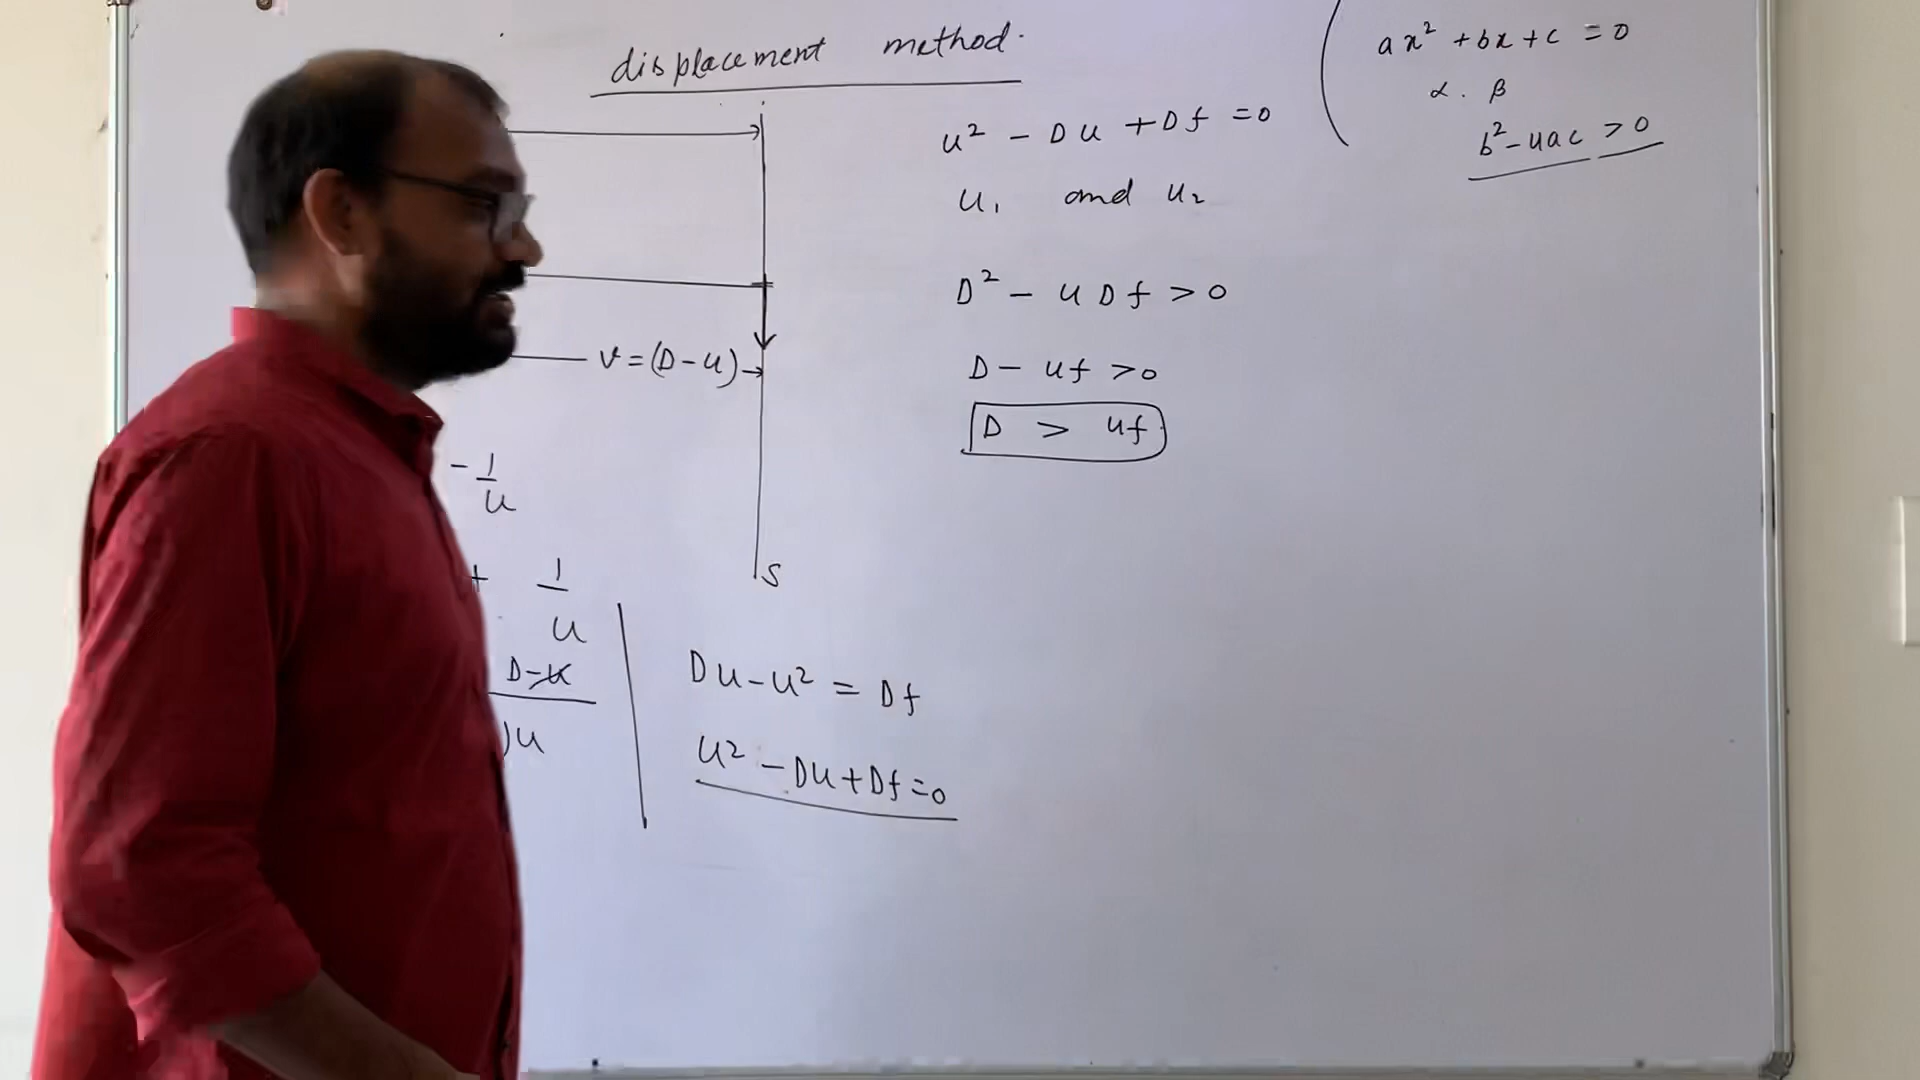 displacement method.
v = (D-u)
- 1/u
+ 1/u
D-u
)u
S
Du-u² = Df
u² - Du + Df = 0
u² - Du + Df = 0
u₁ and u₂
D² - 4Df > 0
D - 4f > 0
D > 4f
ax² + bx + c = 0
α . β
b² - 4ac > 0